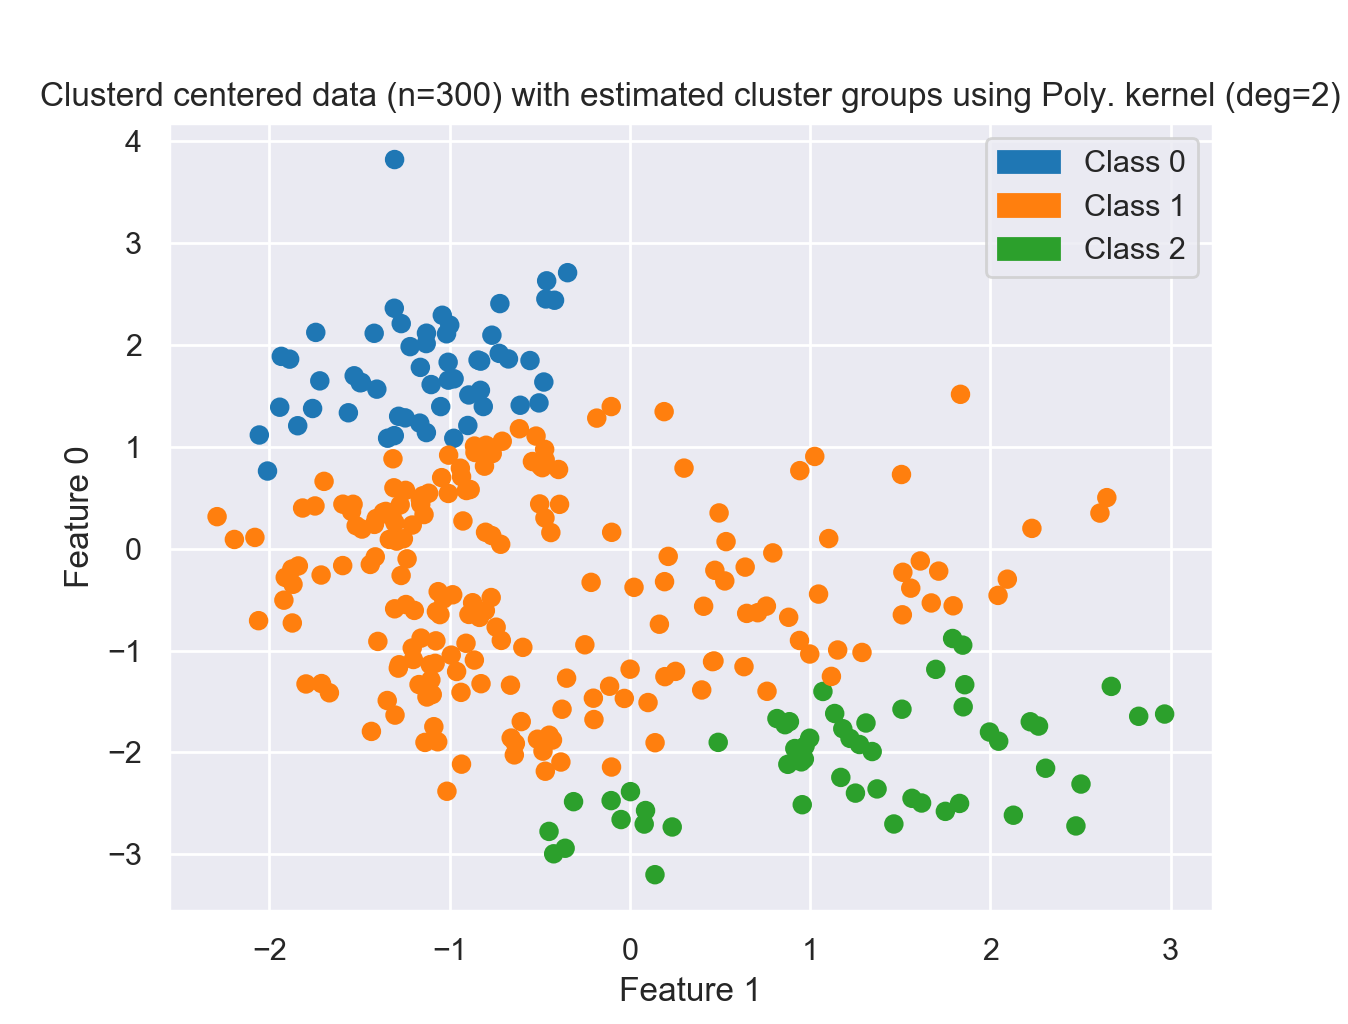 Clusterd centered data (n=300) with estimated cluster groups using Poly. kernel (deg=2)
Class 0
Class 1
Class 2
4
3
2
1
0
−1
−2
−3
Feature 0
−2
−1
0
1
2
3
Feature 1